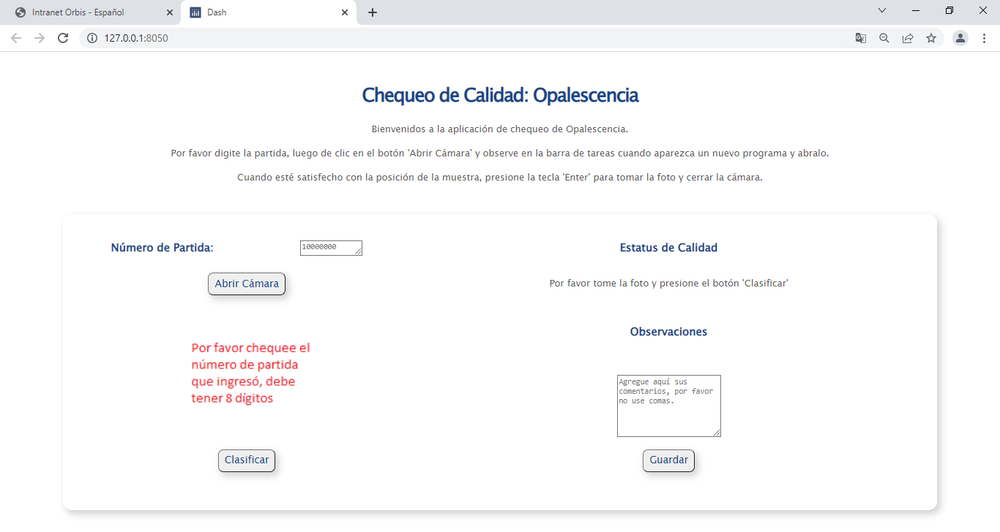 Intranet Orbis - Español
Dash
127.0.0.1:8050
Chequeo de Calidad: Opalescencia
Bienvenidos a la aplicación de chequeo de Opalescencia.
Por favor digite la partida, luego de clic en el botón 'Abrir Cámara' y observe en la barra de tareas cuando aparezca un nuevo programa y abralo.
Cuando esté satisfecho con la posición de la muestra, presione la tecla 'Enter' para tomar la foto y cerrar la cámara.
Número de Partida:
10000000
Abrir Cámara
Por favor chequee el
número de partida
que ingresó, debe
tener 8 dígitos
Clasificar
Estatus de Calidad
Por favor tome la foto y presione el botón 'Clasificar'
Observaciones
Agregue aquí sus
comentarios, por favor
no use comas.
Guardar